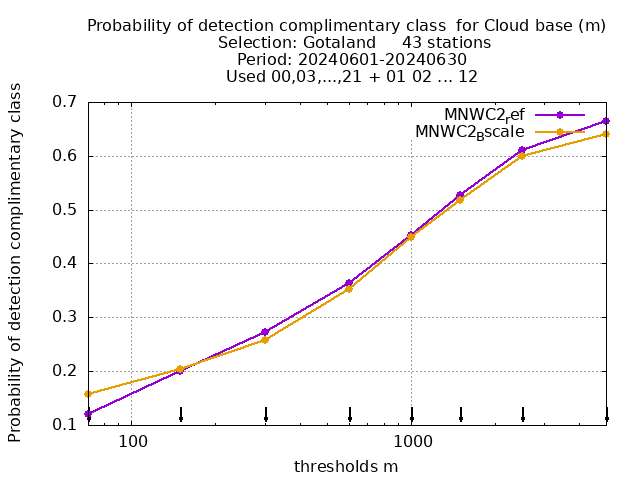 Probability of detection complimentary class  for Cloud base (m)
Selection: Gotaland     43 stations
Period: 20240601-20240630
Used 00,03,...,21 + 01 02 ... 12
Probability of detection complimentary class
MNWC2ref
MNWC2Bscale
0.7
0.6
0.5
0.4
0.3
0.2
0.1
100
1000
thresholds m